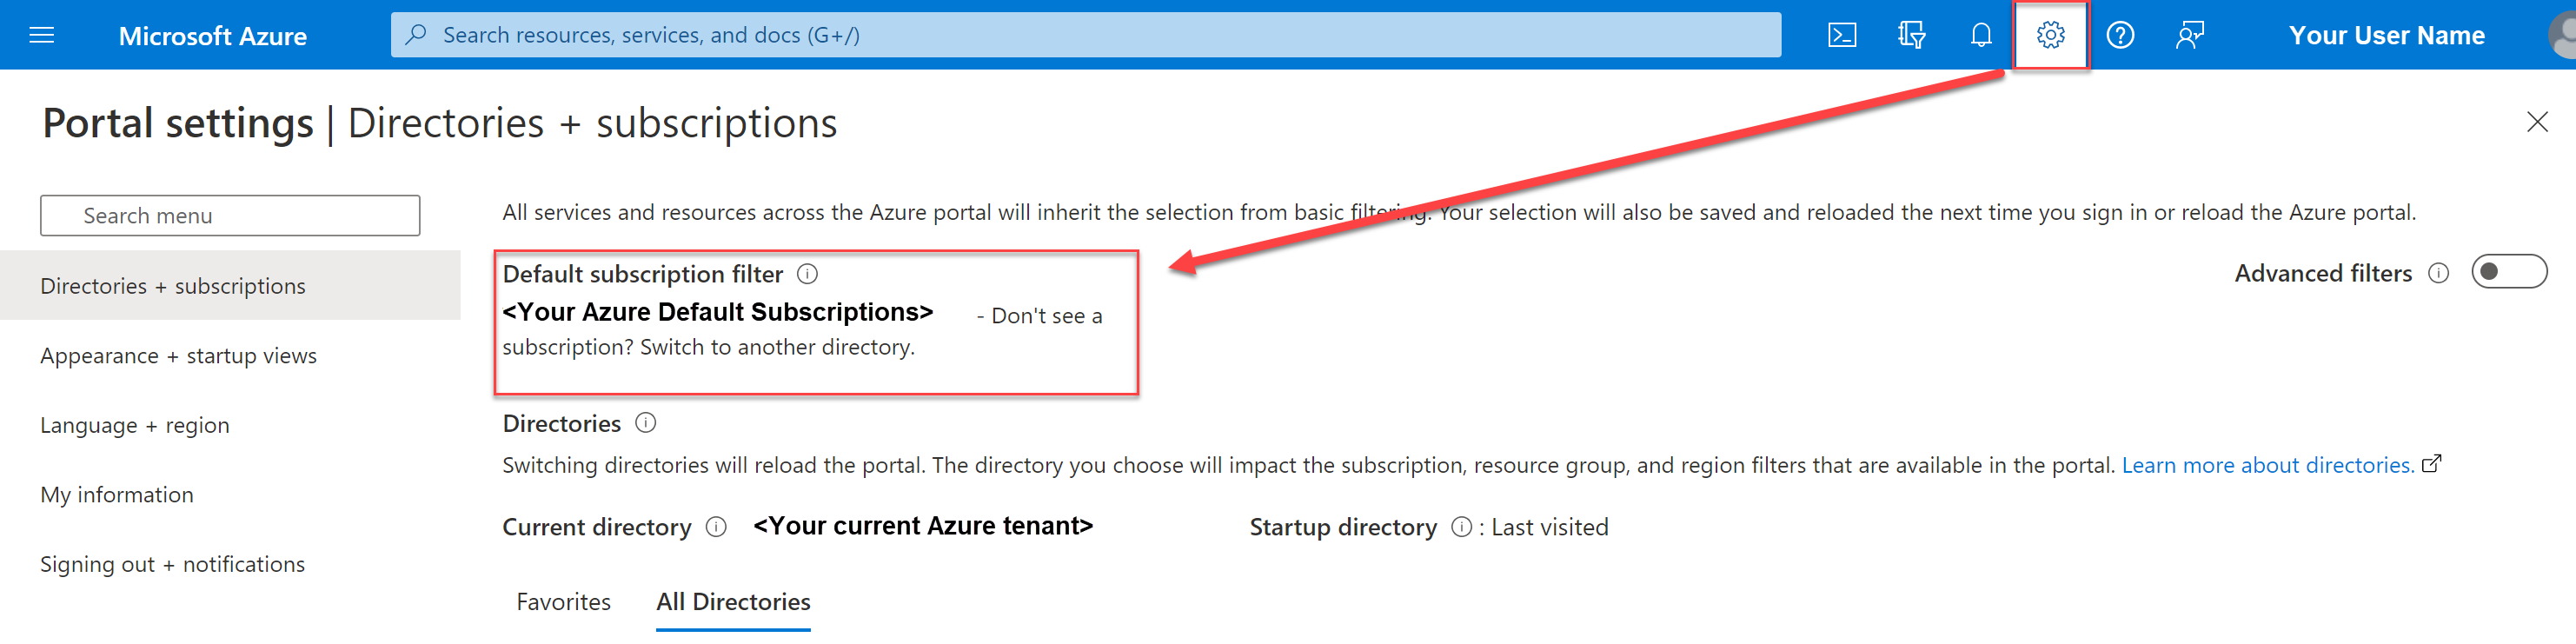 Microsoft Azure
Search resources, services, and docs (G+/)
Your User Name
Portal settings | Directories + subscriptions
Search menu
Directories + subscriptions
Appearance + startup views
Language + region
My information
Signing out + notifications
All services and resources across the Azure portal will inherit the selection from basic filtering. Your selection will also be saved and reloaded the next time you sign in or reload the Azure portal.
Default subscription filter
<Your Azure Default Subscriptions> - Don't see a
subscription? Switch to another directory.
Advanced filters
Directories
Switching directories will reload the portal. The directory you choose will impact the subscription, resource group, and region filters that are available in the portal. Learn more about directories.
Current directory <Your current Azure tenant> Startup directory : Last visited
Favorites All Directories